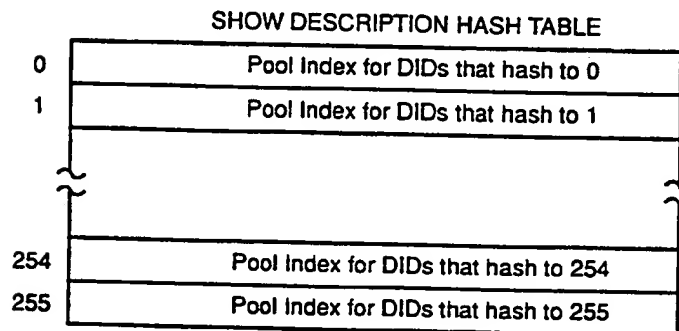 SHOW DESCRIPTION HASH TABLE
0 Pool Index for DIDs that hash to 0
1 Pool Index for DIDs that hash to 1
254 Pool Index for DIDs that hash to 254
255 Pool Index for DIDs that hash to 255